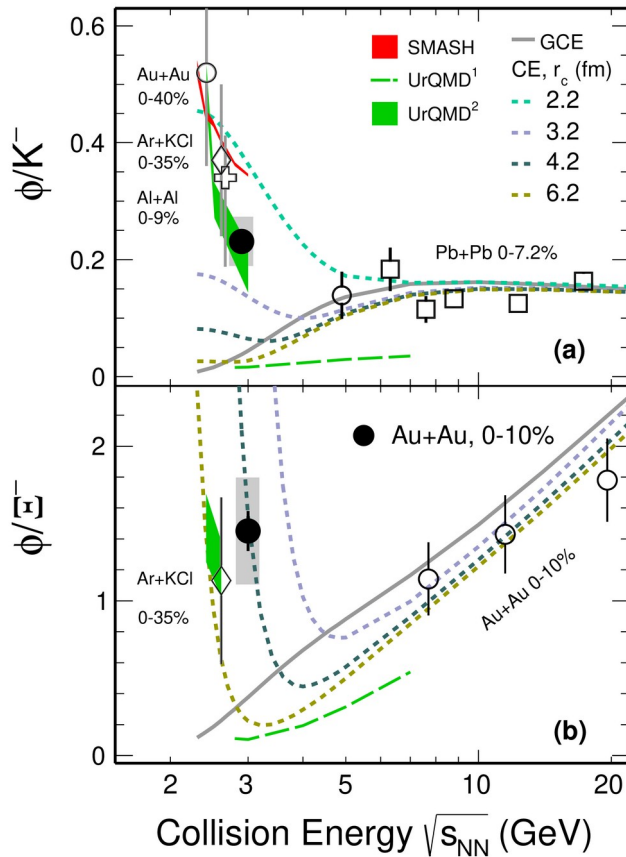 0.6
0.4
0.2
0
ϕ/K⁻
Au+Au
0-40%
Ar+KCl
0-35%
Al+Al
0-9%
SMASH
UrQMD¹
UrQMD²
GCE
CE, r_c (fm)
2.2
3.2
4.2
6.2
Pb+Pb 0-7.2%
(a)
2
1
0
ϕ/Ξ⁻
Au+Au, 0-10%
Ar+KCl
0-35%
Au+Au 0-10%
(b)
2 3 4 5 10 20
Collision Energy √s_NN (GeV)